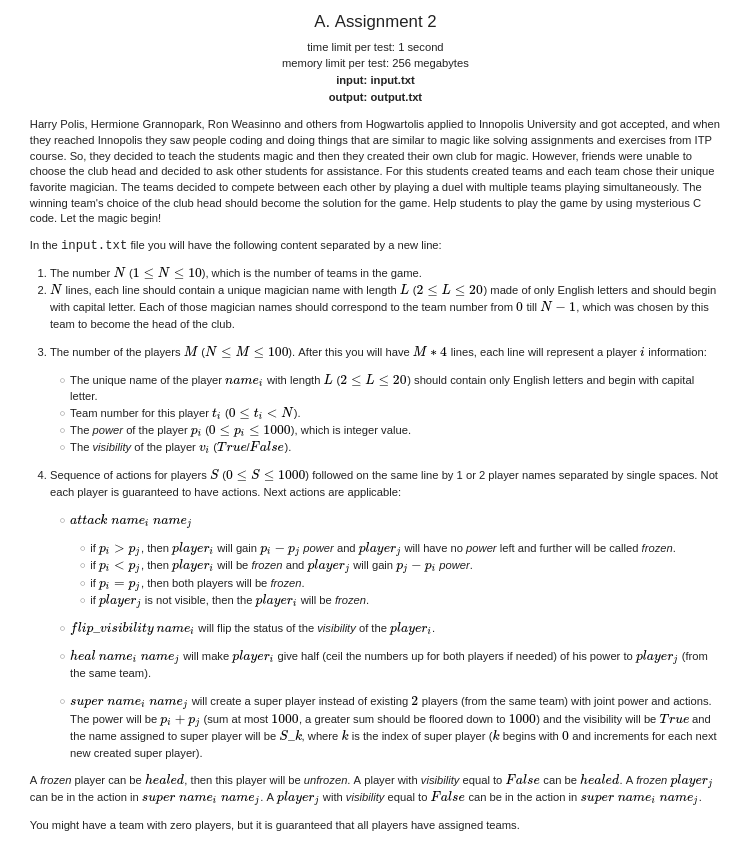 A. Assignment 2
time limit per test: 1 second
memory limit per test: 256 megabytes
input: input.txt
output: output.txt
Harry Polis, Hermione Grannopark, Ron Weasinno and others from Hogwartolis applied to Innopolis University and got accepted, and when
they reached Innopolis they saw people coding and doing things that are similar to magic like solving assignments and exercises from ITP
course. So, they decided to teach the students magic and then they created their own club for magic. However, friends were unable to
choose the club head and decided to ask other students for assistance. For this students created teams and each team chose their unique
favorite magician. The teams decided to compete between each other by playing a duel with multiple teams playing simultaneously. The
winning team's choice of the club head should become the solution for the game. Help students to play the game by using mysterious C
code. Let the magic begin!
In the input.txt file you will have the following content separated by a new line:
1. The number N (1 ≤ N ≤ 10), which is the number of teams in the game.
2. N lines, each line should contain a unique magician name with length L (2 ≤ L ≤ 20) made of only English letters and should begin
with capital letter. Each of those magician names should correspond to the team number from 0 till N − 1, which was chosen by this
team to become the head of the club.
3. The number of the players M (N ≤ M ≤ 100). After this you will have M ∗ 4 lines, each line will represent a player i information:
○ The unique name of the player name_i with length L (2 ≤ L ≤ 20) should contain only English letters and begin with capital
letter.
○ Team number for this player t_i (0 ≤ t_i < N).
○ The power of the player p_i (0 ≤ p_i ≤ 1000), which is integer value.
○ The visibility of the player v_i (True/False).
4. Sequence of actions for players S (0 ≤ S ≤ 1000) followed on the same line by 1 or 2 player names separated by single spaces. Not
each player is guaranteed to have actions. Next actions are applicable:
○ attack name_i name_j
○ if p_i > p_j, then player_i will gain p_i − p_j power and player_j will have no power left and further will be called frozen.
○ if p_i < p_j, then player_i will be frozen and player_j will gain p_j − p_i power.
○ if p_i = p_j, then both players will be frozen.
○ if player_j is not visible, then the player_i will be frozen.
○ flip_visibility name_i will flip the status of the visibility of the player_i.
○ heal name_i name_j will make player_i give half (ceil the numbers up for both players if needed) of his power to player_j (from
the same team).
○ super name_i name_j will create a super player instead of existing 2 players (from the same team) with joint power and actions.
The power will be p_i + p_j (sum at most 1000, a greater sum should be floored down to 1000) and the visibility will be True and
the name assigned to super player will be S_k, where k is the index of super player (k begins with 0 and increments for each next
new created super player).
A frozen player can be healed, then this player will be unfrozen. A player with visibility equal to False can be healed. A frozen player_j
can be in the action in super name_i name_j. A player_j with visibility equal to False can be in the action in super name_i name_j.
You might have a team with zero players, but it is guaranteed that all players have assigned teams.